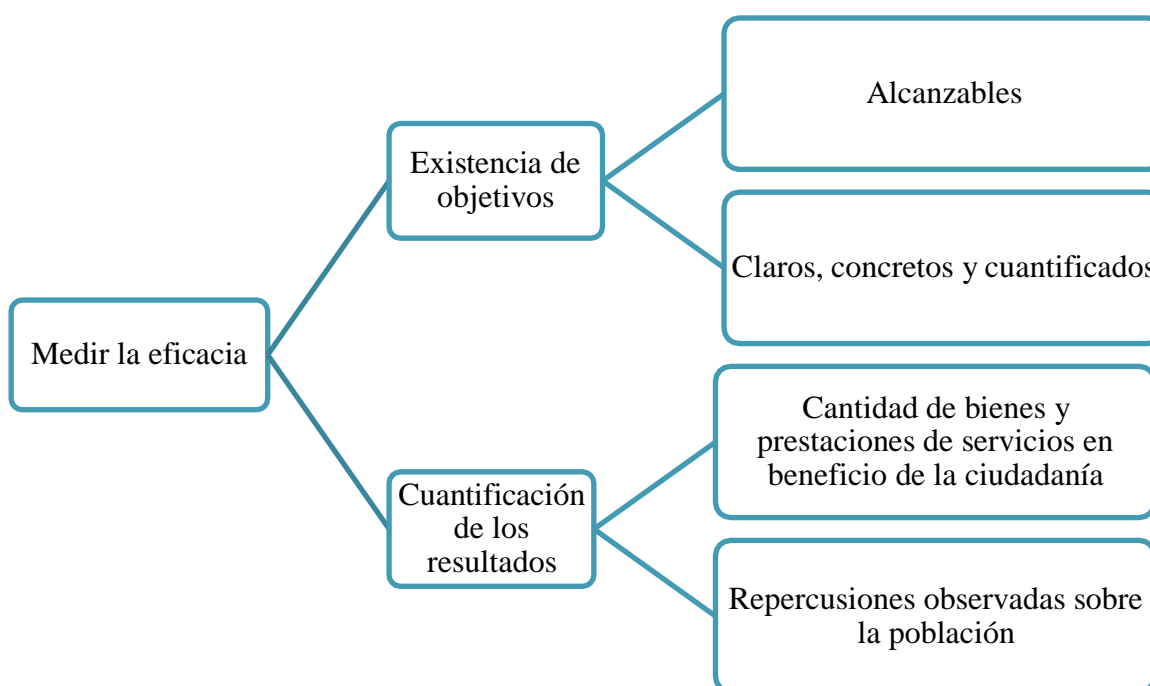 Alcanzables
Existencia de
objetivos
Claros, concretos y cuantificados
Medir la eficacia
Cantidad de bienes y
prestaciones de servicios en
beneficio de la ciudadanía
Cuantificación
de los
resultados
Repercusiones observadas sobre
la población